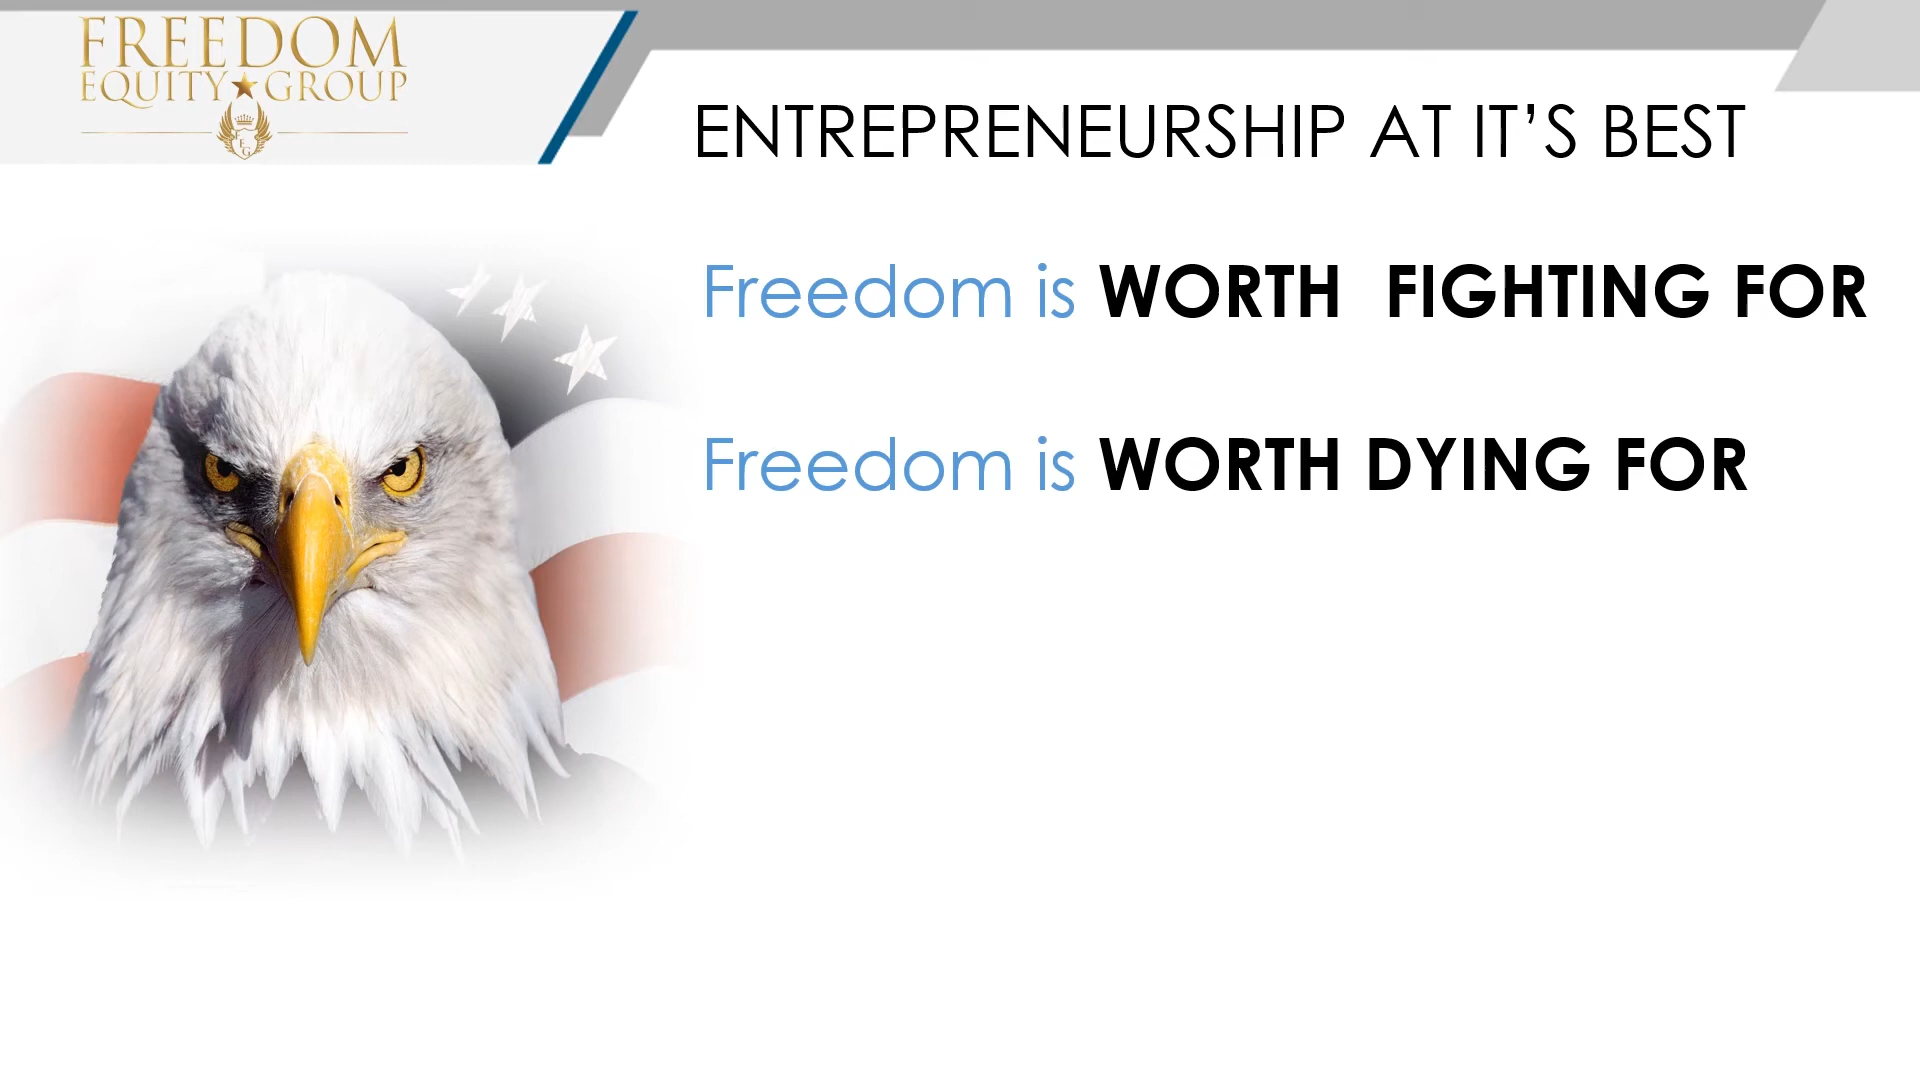 FREEDOM
EQUITY★GROUP
F
G
ENTREPRENEURSHIP AT IT’S BEST
Freedom is WORTH  FIGHTING FOR
Freedom is WORTH DYING FOR